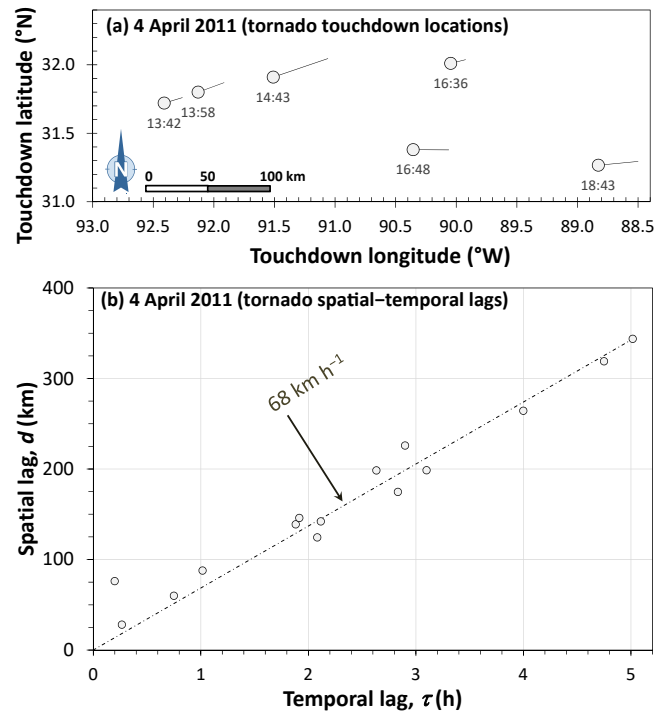 (a) 4 April 2011 (tornado touchdown locations)
Touchdown latitude (°N)
32.0
31.5
31.0
13:42
13:58
14:43
16:36
16:48
18:43
N
0 50 100 km
93.0 92.5 92.0 91.5 91.0 90.5 90.0 89.5 89.0 88.5
Touchdown longitude (°W)
(b) 4 April 2011 (tornado spatial–temporal lags)
Spatial lag, d (km)
400
300
200
100
0
68 km h⁻¹
0 1 2 3 4 5
Temporal lag, τ (h)